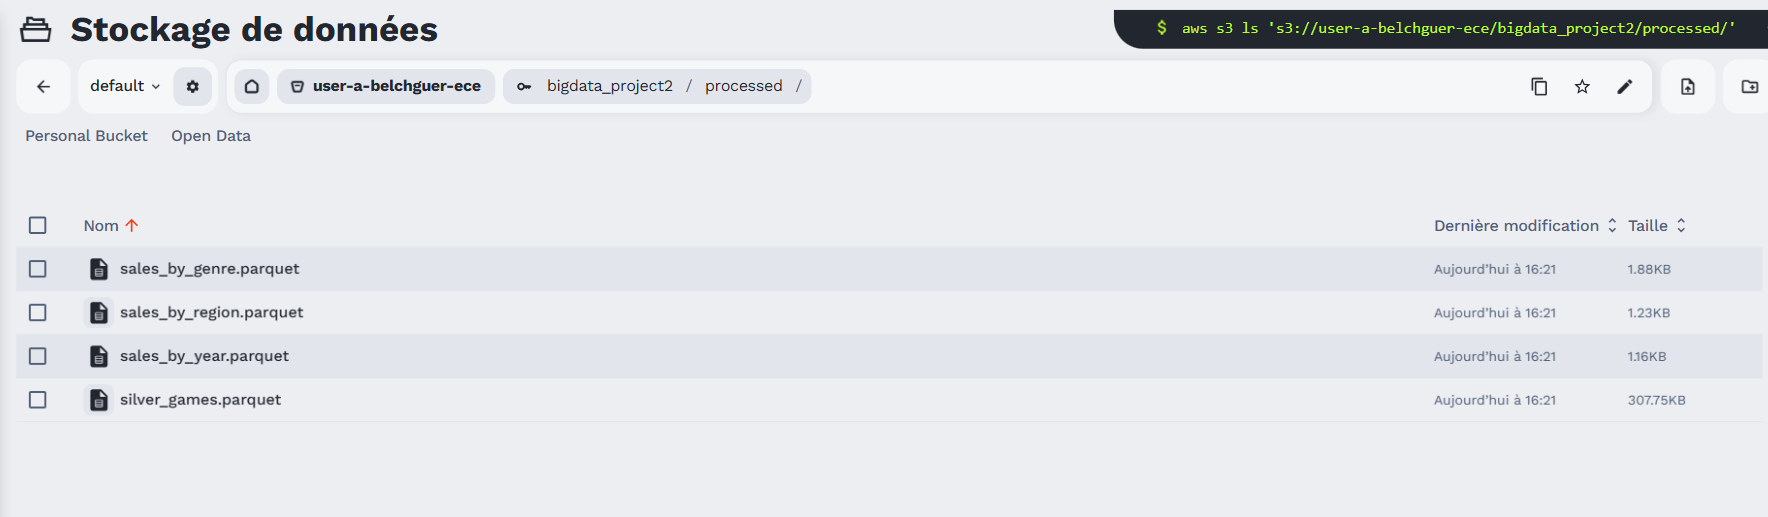 Stockage de données
$ aws s3 ls 's3://user-a-belchguer-ece/bigdata_project2/processed/'
default user-a-belchguer-ece bigdata_project2 / processed /
Personal Bucket Open Data
Nom Dernière modification Taille
sales_by_genre.parquet Aujourd'hui à 16:21 1.88KB
sales_by_region.parquet Aujourd'hui à 16:21 1.23KB
sales_by_year.parquet Aujourd'hui à 16:21 1.16KB
silver_games.parquet Aujourd'hui à 16:21 307.75KB